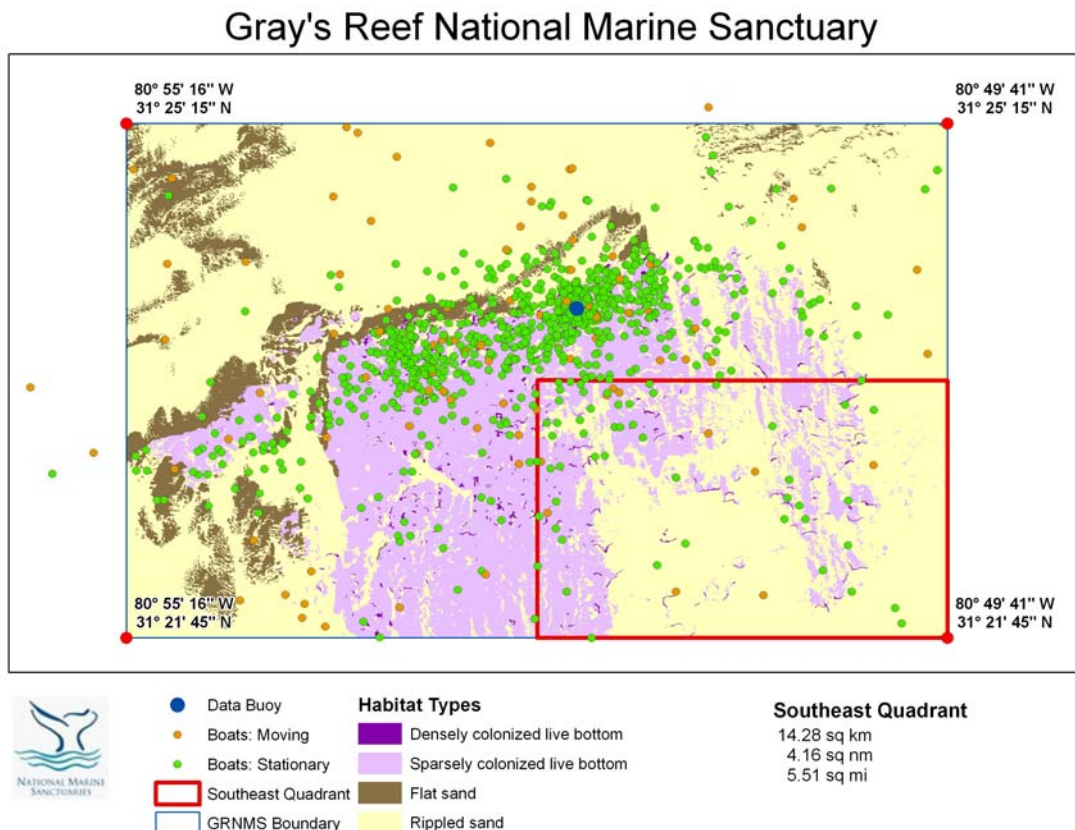 Gray's Reef National Marine Sanctuary
80° 55' 16" W
31° 25' 15" N
80° 49' 41" W
31° 25' 15" N
80° 55' 16" W
31° 21' 45" N
80° 49' 41" W
31° 21' 45" N
NATIONAL MARINE
SANCTUARIES
Data Buoy
Boats: Moving
Boats: Stationary
Southeast Quadrant
GRNMS Boundary
Habitat Types
Densely colonized live bottom
Sparsely colonized live bottom
Flat sand
Rippled sand
Southeast Quadrant
14.28 sq km
4.16 sq nm
5.51 sq mi